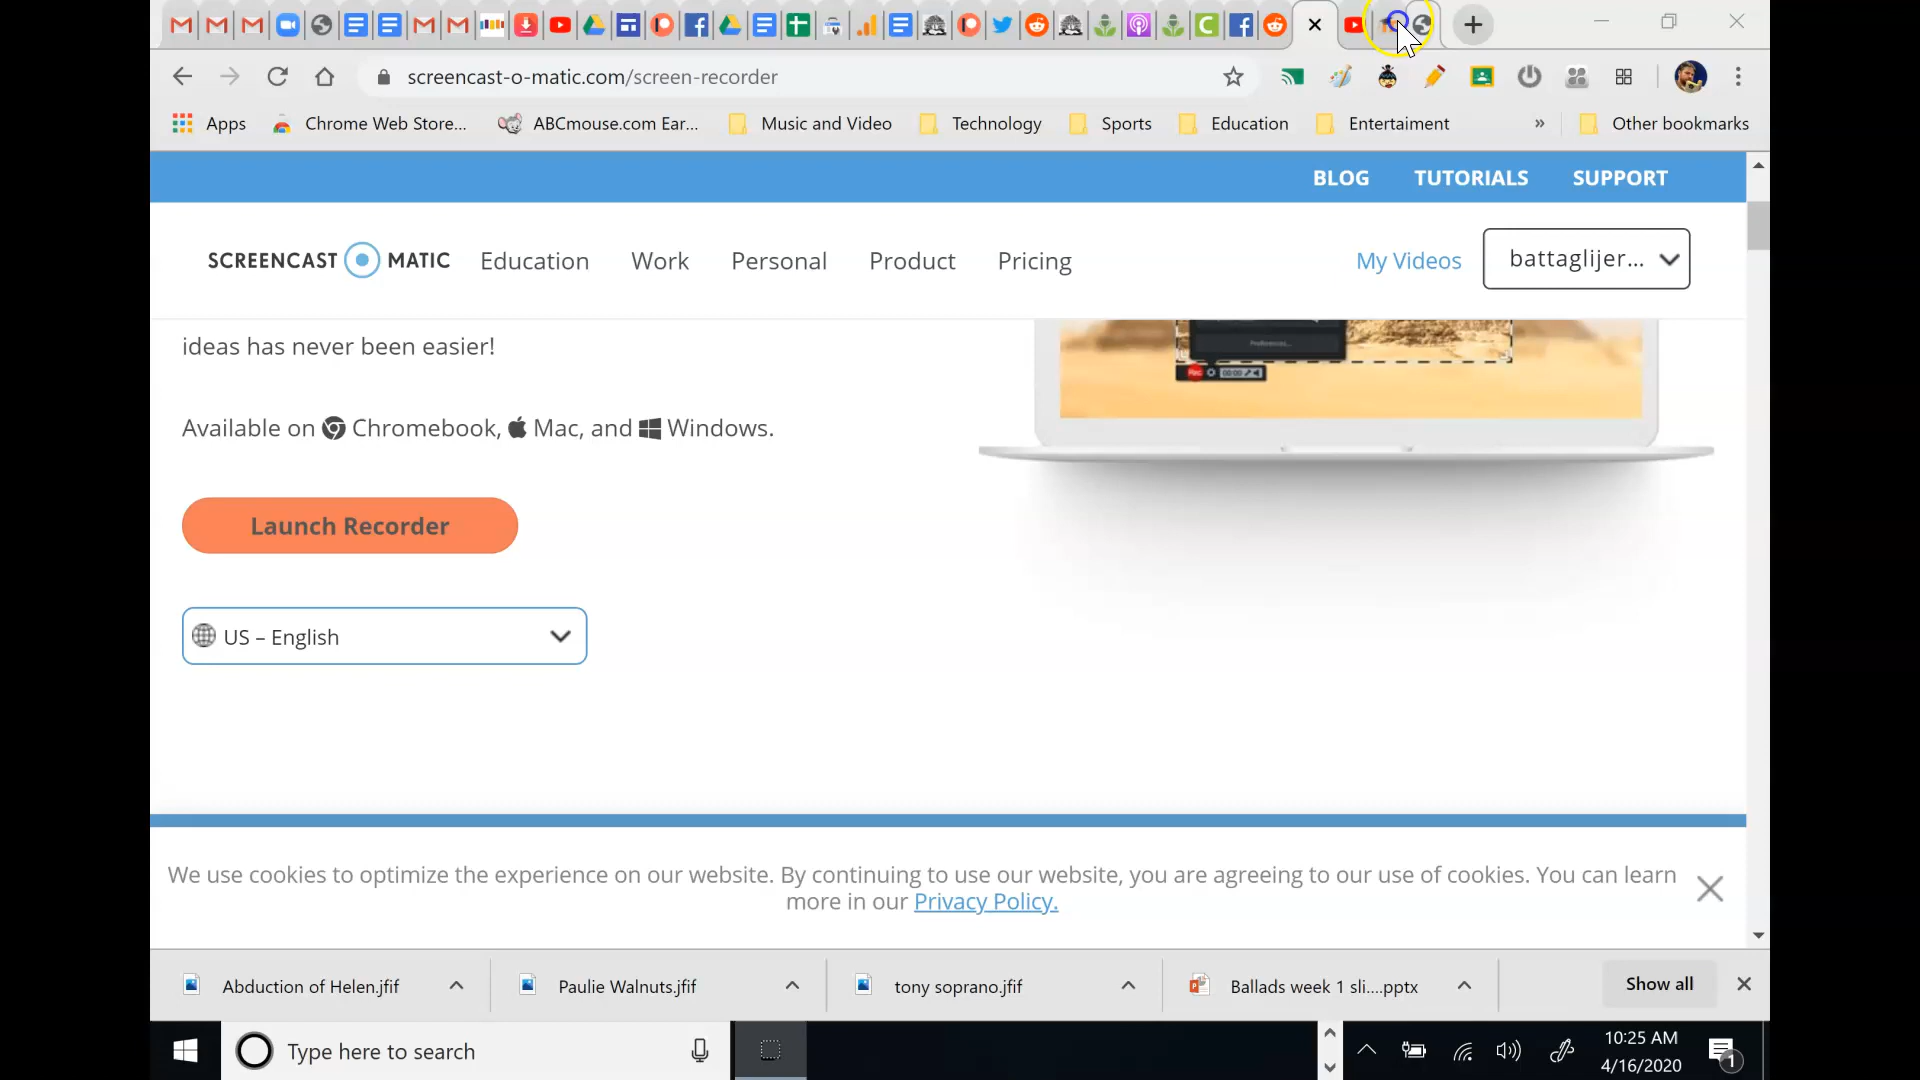 screencast-o-matic.com/screen-recorder
Apps
Chrome Web Store...
ABCmouse.com Ear...
Music and Video
Technology
Sports
Education
Entertaiment
»
Other bookmarks
BLOG
TUTORIALS
SUPPORT
SCREENCAST MATIC
Education
Work
Personal
Product
Pricing
My Videos
battaglijer...
ideas has never been easier!
Preferences...
Rec
00:00
Available on Chromebook, Mac, and Windows.
Launch Recorder
US – English
We use cookies to optimize the experience on our website. By continuing to use our website, you are agreeing to our use of cookies. You can learn
more in our Privacy Policy.
Abduction of Helen.jfif
Paulie Walnuts.jfif
tony soprano.jfif
Ballads week 1 sli....pptx
Show all
Type here to search
10:25 AM
4/16/2020
1